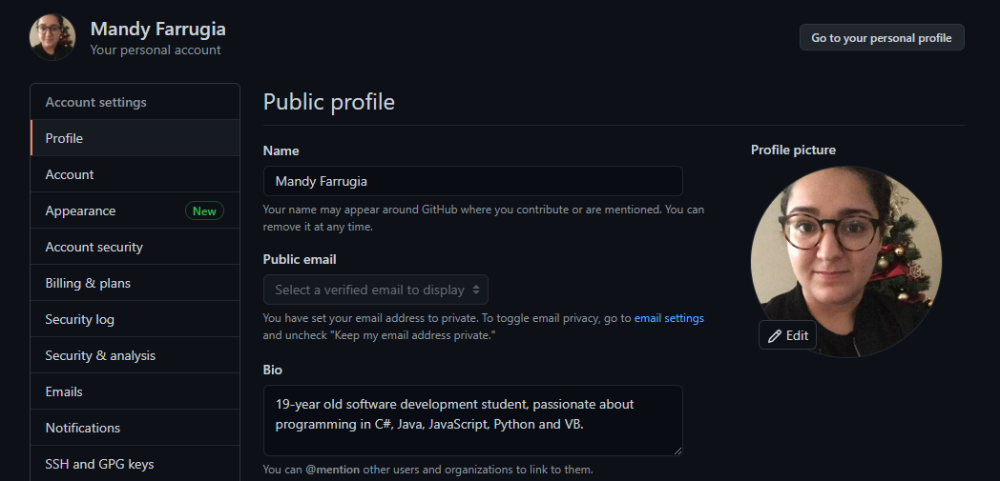 Mandy Farrugia
Your personal account
Go to your personal profile
Account settings
Profile
Account
Appearance New
Account security
Billing & plans
Security log
Security & analysis
Emails
Notifications
SSH and GPG keys
Public profile
Name
Mandy Farrugia
Your name may appear around GitHub where you contribute or are mentioned. You can
remove it at any time.
Public email
Select a verified email to display
You have set your email address to private. To toggle email privacy, go to email settings
and uncheck "Keep my email address private."
Bio
19-year old software development student, passionate about
programming in C#, Java, JavaScript, Python and VB.
You can @mention other users and organizations to link to them.
Profile picture
Edit